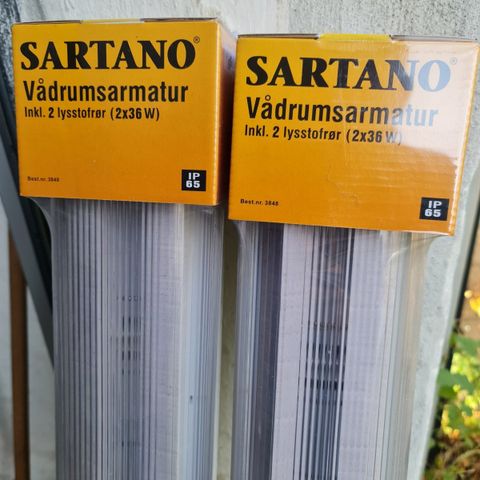 SARTANO®
Vådrumsarmatur
Inkl. 2 lysstofrør (2x36 W)
Best.nr. 3848
IP
65
SARTANO®
Vådrumsarmatur
Inkl. 2 lysstofrør (2x36 W)
Best.nr. 3848
IP
65